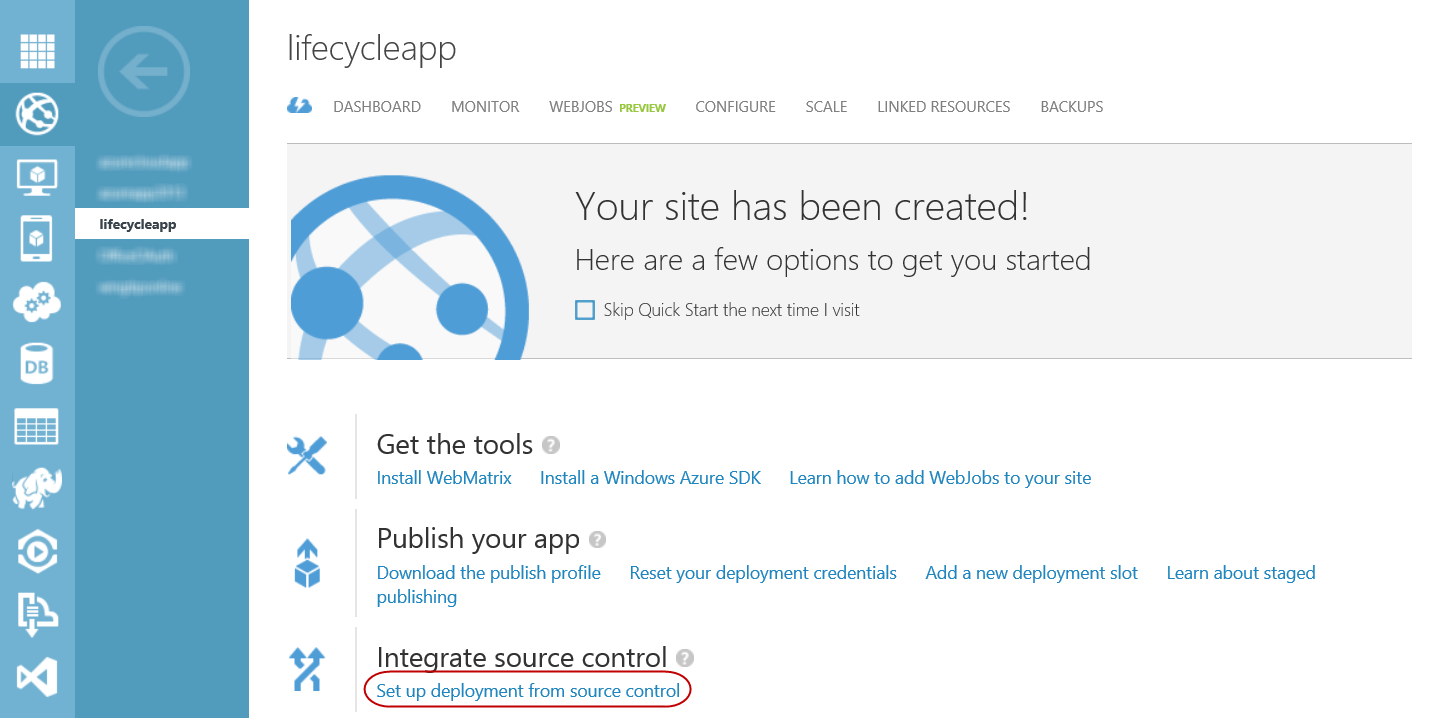 lifecycleapp
DASHBOARD MONITOR WEBJOBS PREVIEW CONFIGURE SCALE LINKED RESOURCES BACKUPS
lifecycleapp
Your site has been created!
Here are a few options to get you started
Skip Quick Start the next time I visit
DB
Get the tools ?
Install WebMatrix Install a Windows Azure SDK Learn how to add WebJobs to your site
Publish your app ?
Download the publish profile Reset your deployment credentials Add a new deployment slot Learn about staged
publishing
Integrate source control ?
Set up deployment from source control